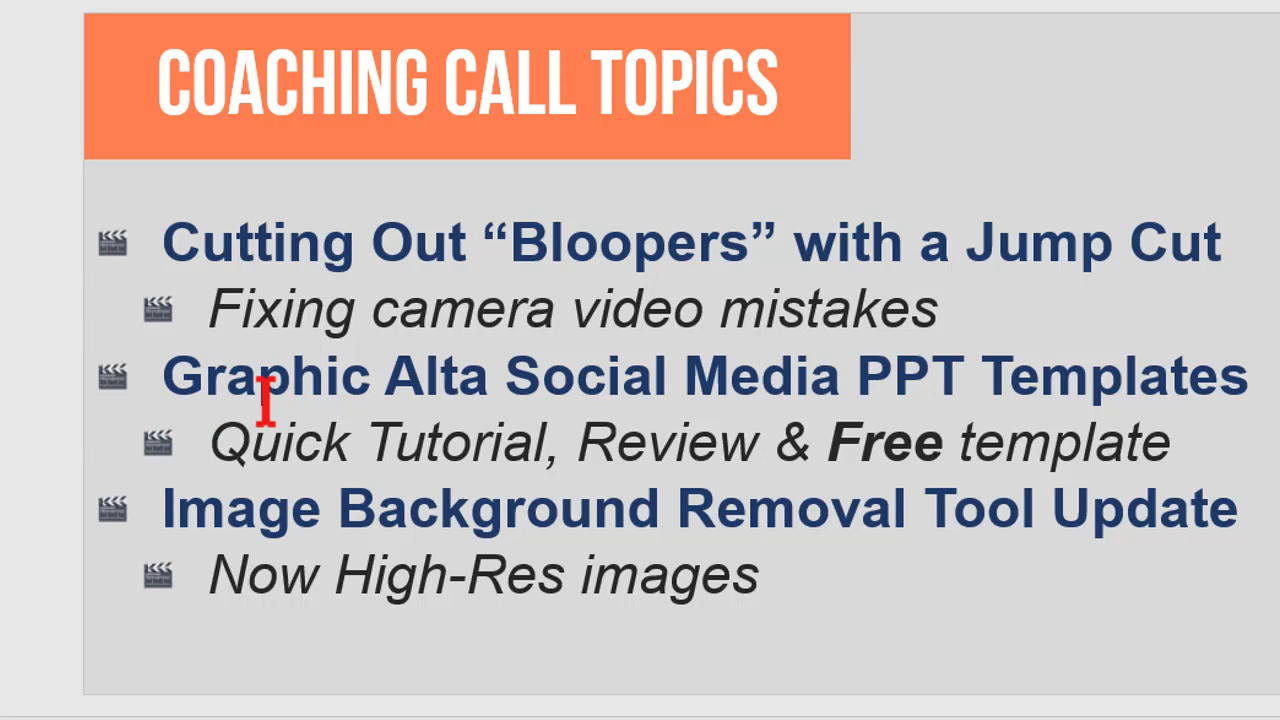 COACHING CALL TOPICS
Cutting Out “Bloopers” with a Jump Cut
Fixing camera video mistakes
Graphic Alta Social Media PPT Templates
Quick Tutorial, Review & Free template
Image Background Removal Tool Update
Now High-Res images